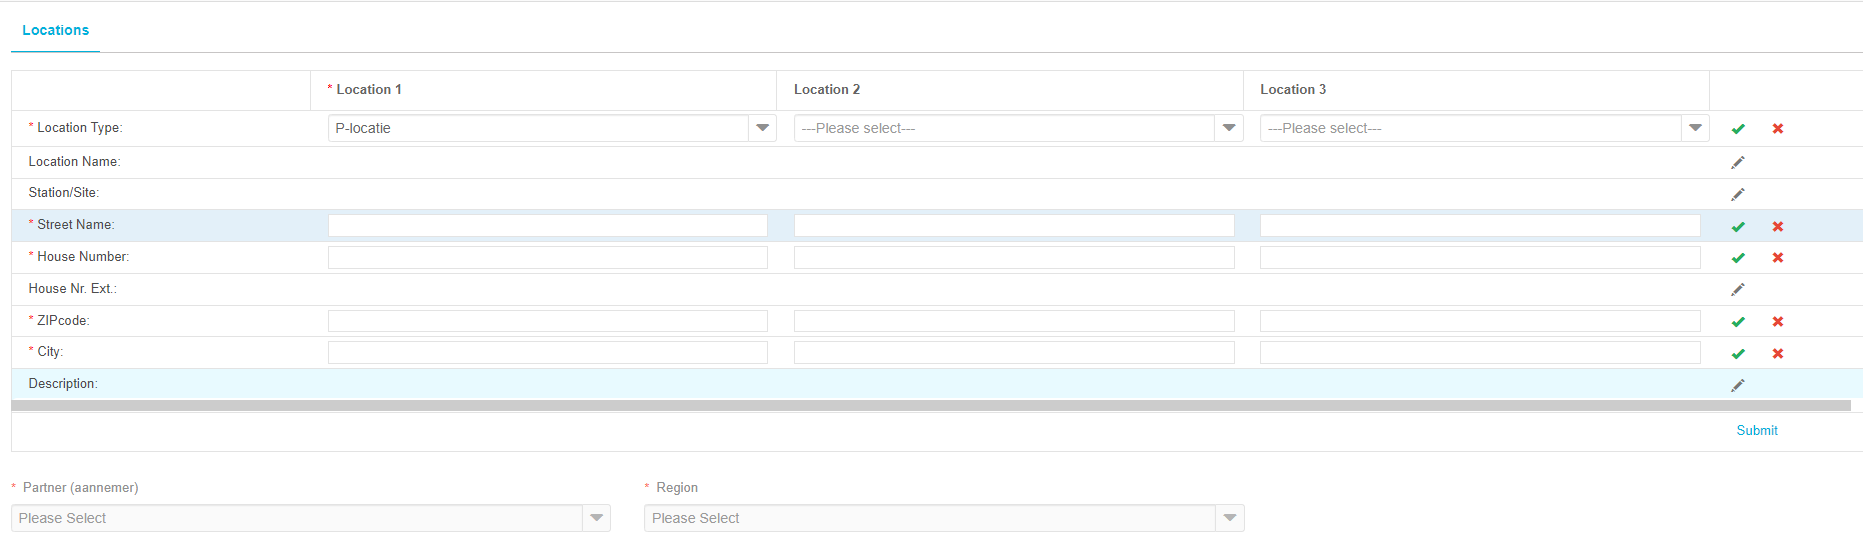 Locations
* Location 1 Location 2 Location 3
* Location Type: P-locatie ---Please select--- ---Please select---
Location Name:
Station/Site:
* Street Name:
* House Number:
House Nr. Ext.:
* ZIPcode:
* City:
Description:
Submit
* Partner (aannemer) * Region
Please Select Please Select